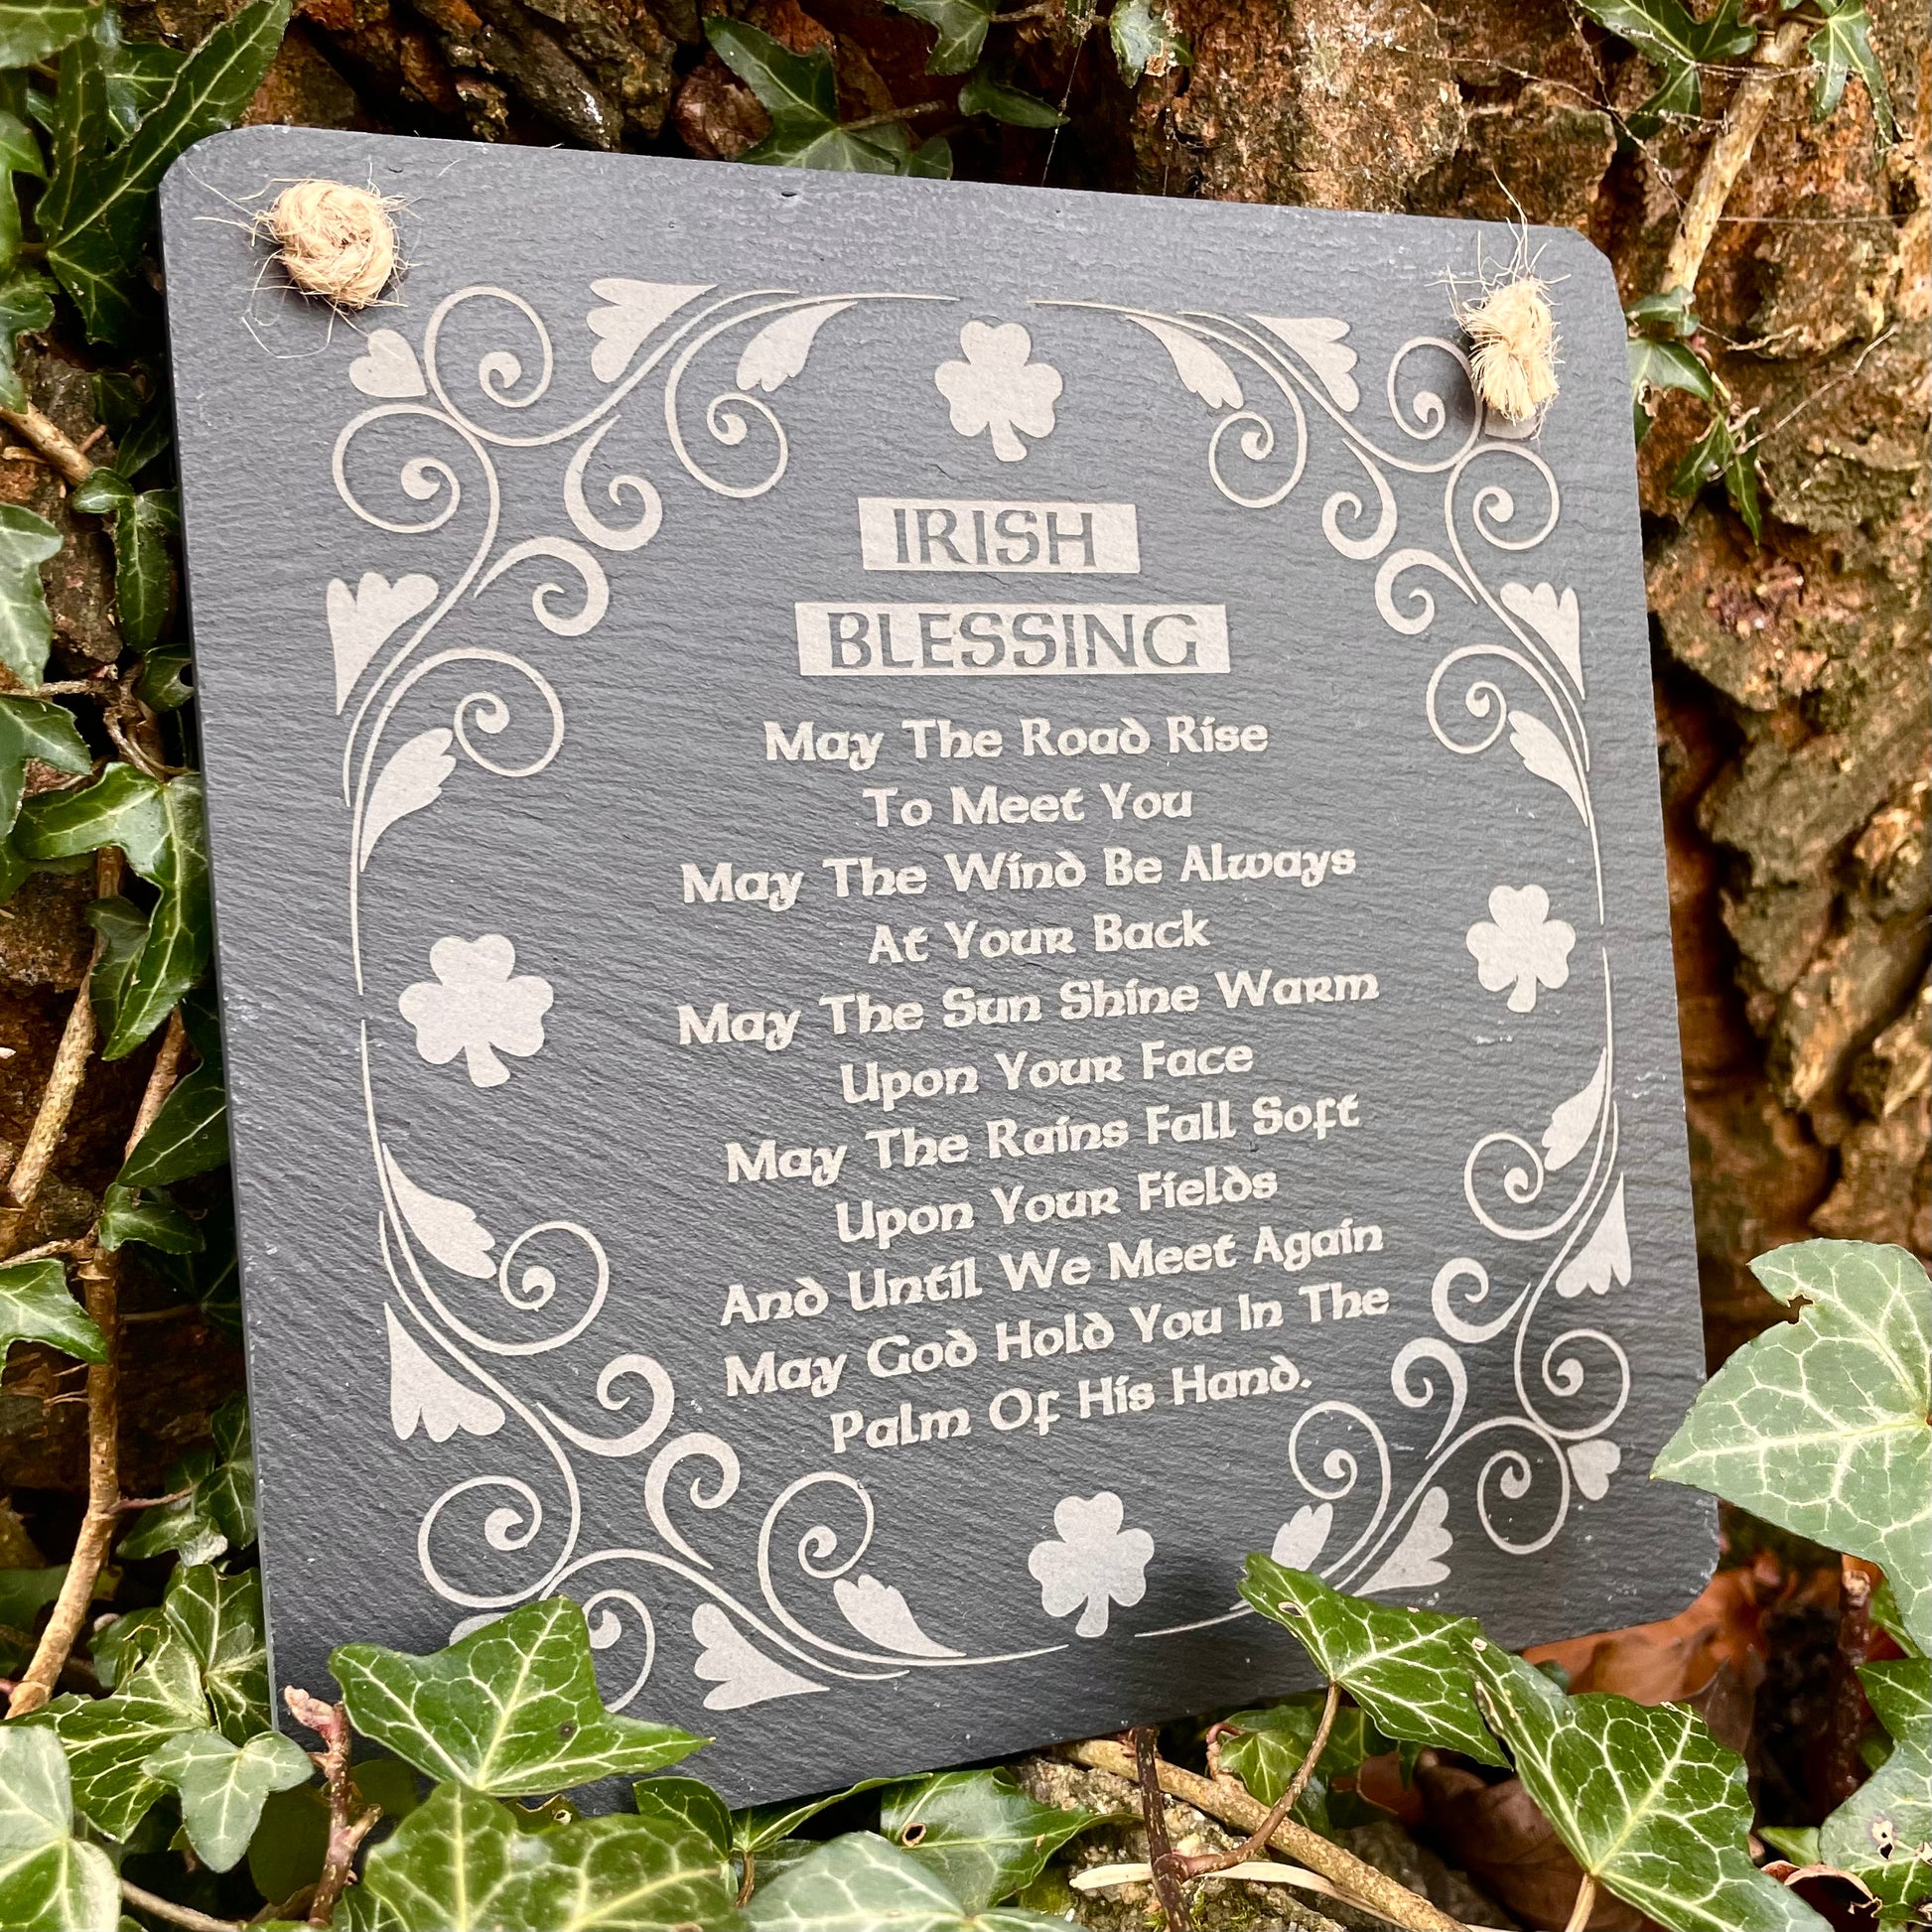 IRISH
BLESSING
May The Road Rise
To Meet You
May The Wind Be Always
At Your Back
May The Sun Shine Warm
Upon Your Face
May The Rains Fall Soft
Upon Your Fields
And Until We Meet Again
May God Hold You In The
Palm Of His Hand.